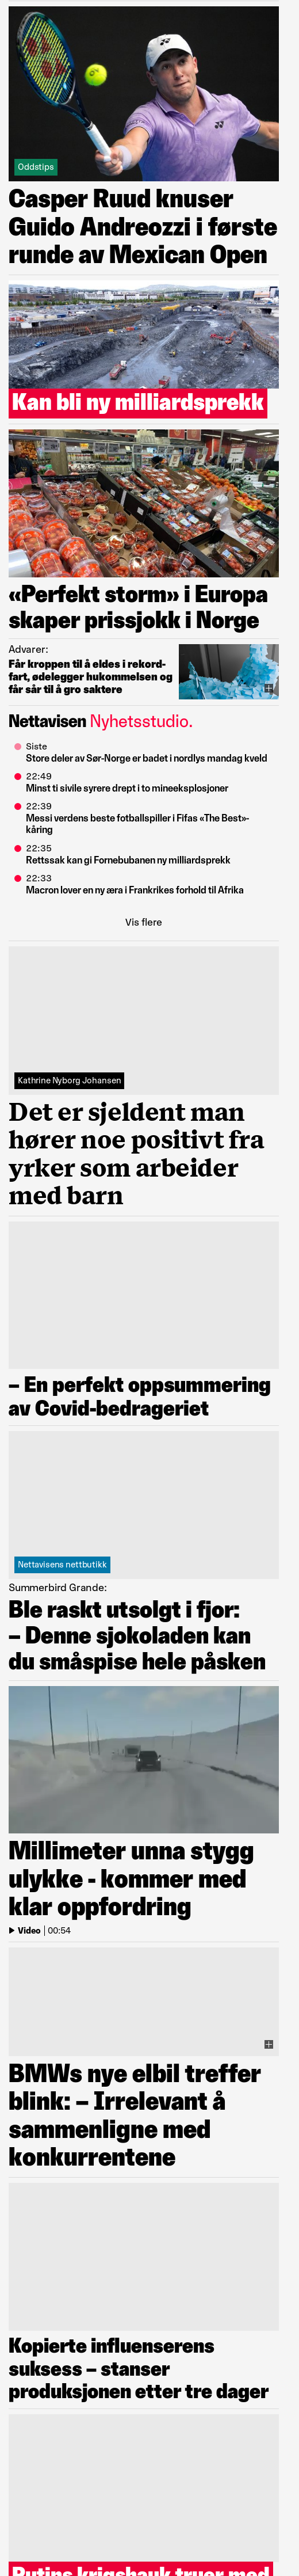 Oddstips
Casper Ruud knuser
Guido Andreozzi i første
runde av Mexican Open
Kan bli ny milliardsprekk
«Perfekt storm» i Europa
skaper prissjokk i Norge
Advarer:
Får kroppen til å eldes i rekord-
fart, ødelegger hukommelsen og
får sår til å gro saktere
Nettavisen Nyhetsstudio.
Siste
Store deler av Sør-Norge er badet i nordlys mandag kveld
22:49
Minst ti sivile syrere drept i to mineeksplosjoner
22:39
Messi verdens beste fotballspiller i Fifas «The Best»-
kåring
22:35
Rettssak kan gi Fornebubanen ny milliardsprekk
22:33
Macron lover en ny æra i Frankrikes forhold til Afrika
Vis flere
Kathrine Nyborg Johansen
Det er sjeldent man
hører noe positivt fra
yrker som arbeider
med barn
– En perfekt oppsummering
av Covid-bedrageriet
Nettavisens nettbutikk
Summerbird Grande:
Ble raskt utsolgt i fjor:
– Denne sjokoladen kan
du småspise hele påsken
Millimeter unna stygg
ulykke - kommer med
klar oppfordring
Video | 00:54
BMWs nye elbil treffer
blink: – Irrelevant å
sammenligne med
konkurrentene
Kopierte influenserens
suksess – stanser
produksjonen etter tre dager
Putins krigshauk truer med